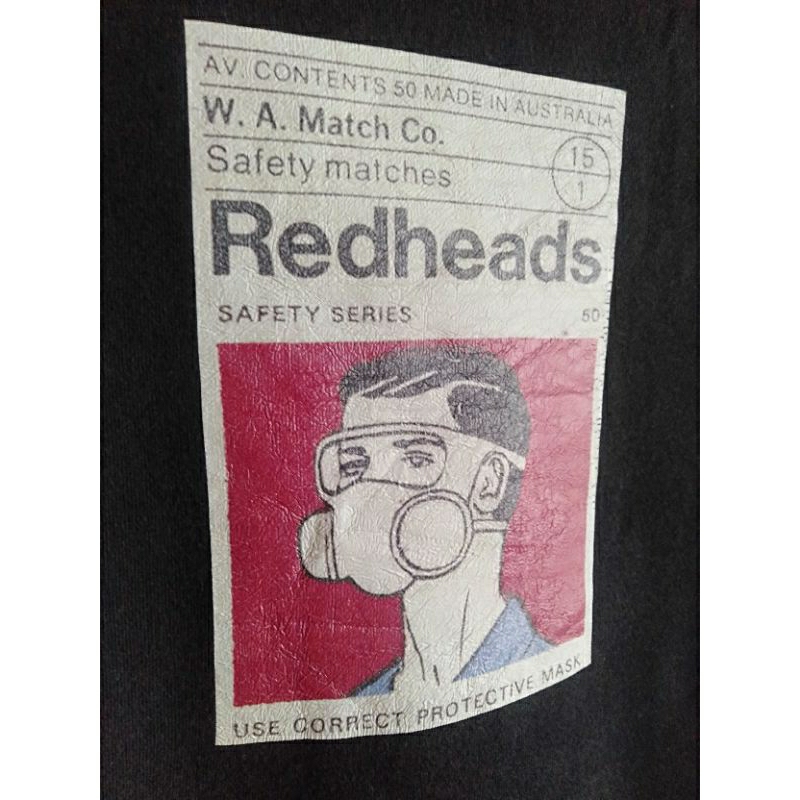 AV. CONTENTS 50 MADE IN AUSTRALIA
W. A. Match Co.
Safety matches
15
1
Redheads
SAFETY SERIES
50
USE CORRECT PROTECTIVE MASK